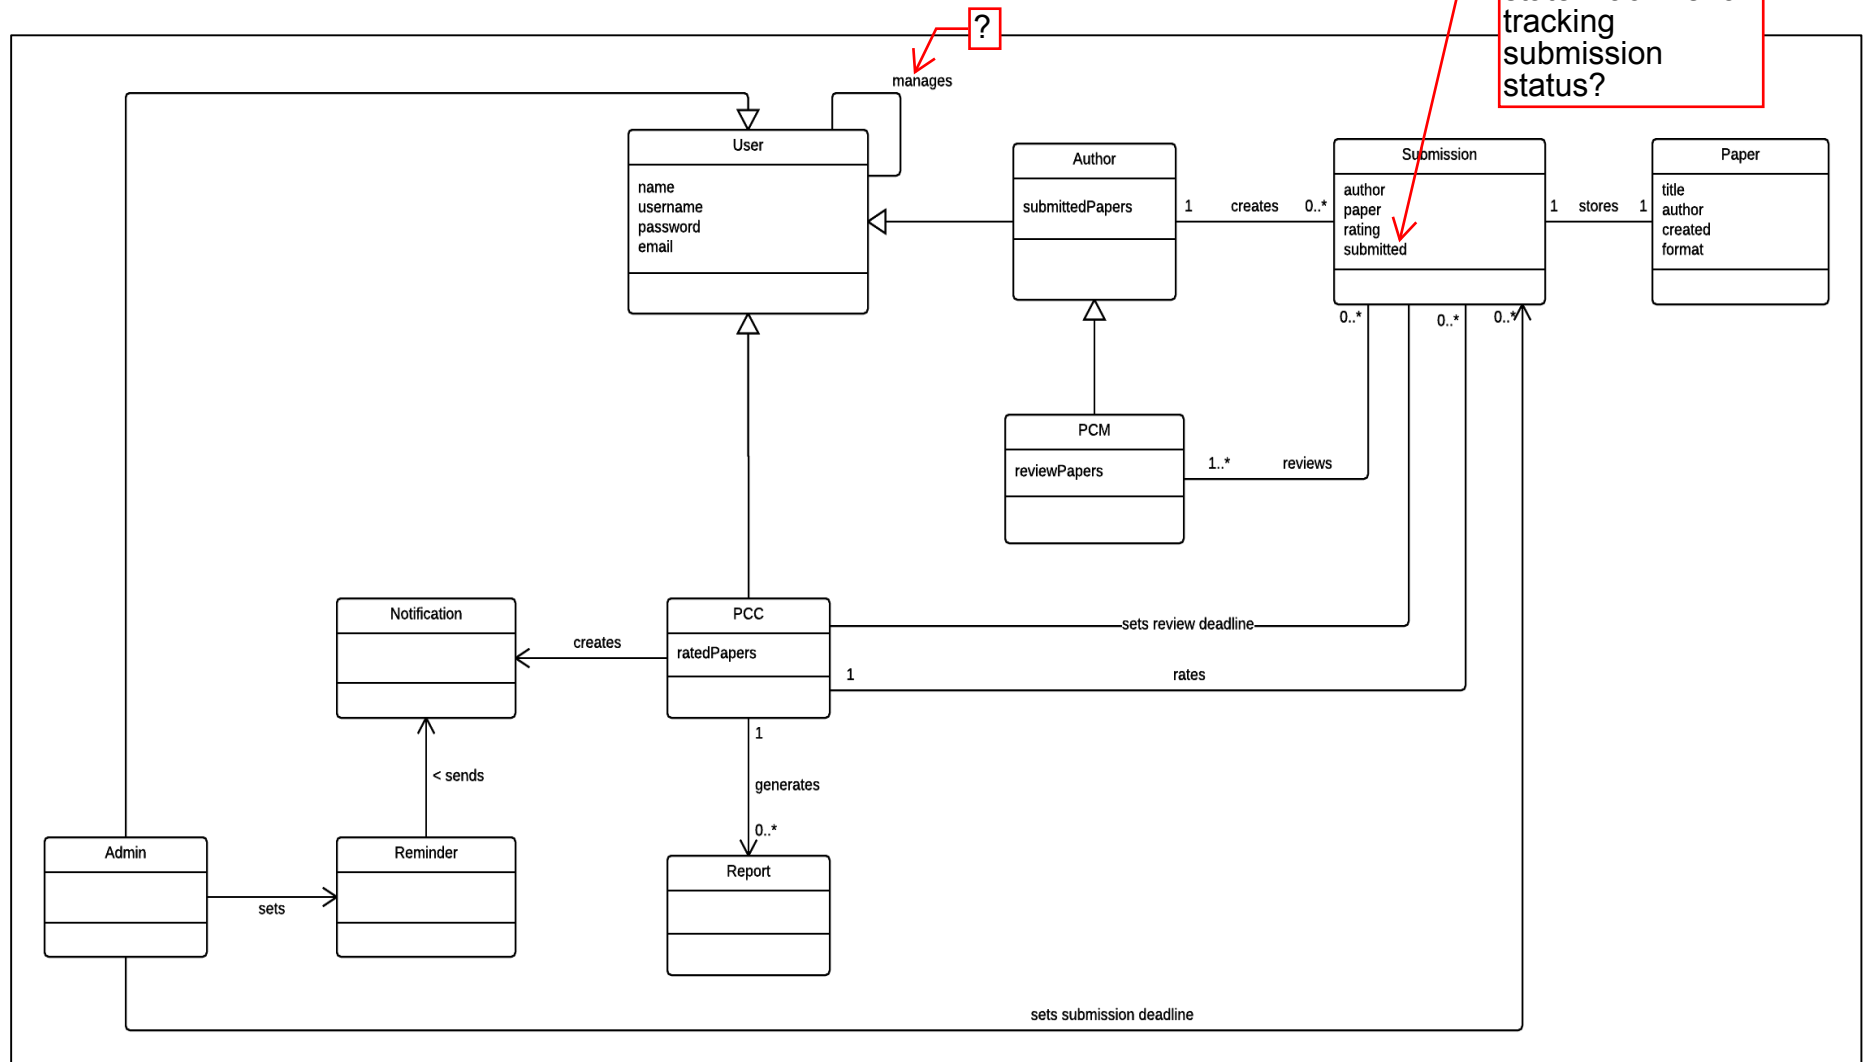 ?
tracking
submission
status?
manages
User
name
username
password
email
Author
submittedPapers
1 creates 0..*
Submission
author
paper
rating
submitted
1 stores 1
Paper
title
author
created
format
0..*
0..*
0..*
PCM
reviewPapers
1..* reviews
Notification
creates
PCC
ratedPapers
sets review deadline
1 rates
1
generates
0..*
< sends
Admin
sets
Reminder
Report
sets submission deadline